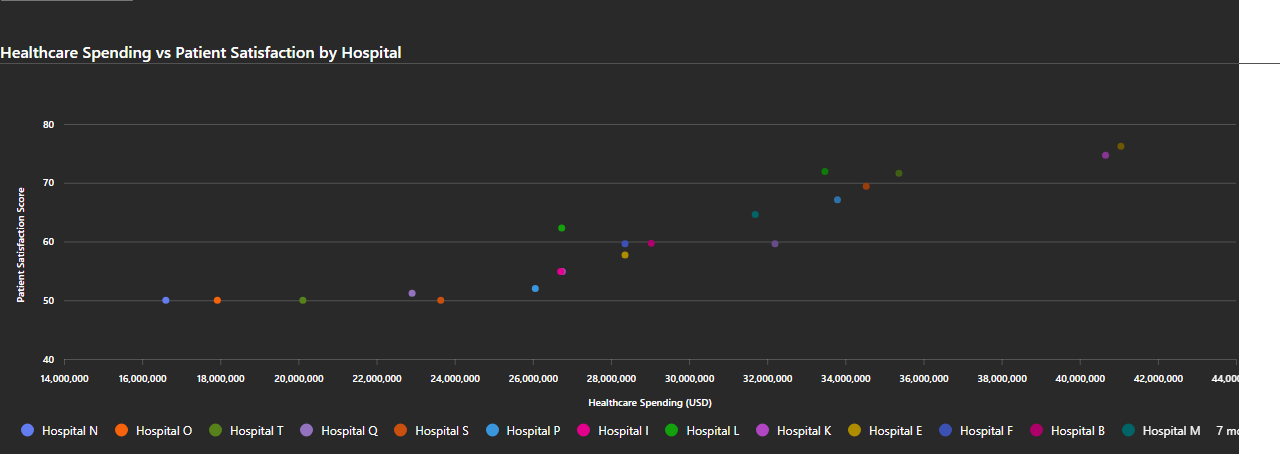 Healthcare Spending vs Patient Satisfaction by Hospital
80
70
60
50
40
Patient Satisfaction Score
14,000,000 16,000,000 18,000,000 20,000,000 22,000,000 24,000,000 26,000,000 28,000,000 30,000,000 32,000,000 34,000,000 36,000,000 38,000,000 40,000,000 42,000,000 44,000
Healthcare Spending (USD)
Hospital N Hospital O Hospital T Hospital Q Hospital S Hospital P Hospital I Hospital L Hospital K Hospital E Hospital F Hospital B Hospital M 7